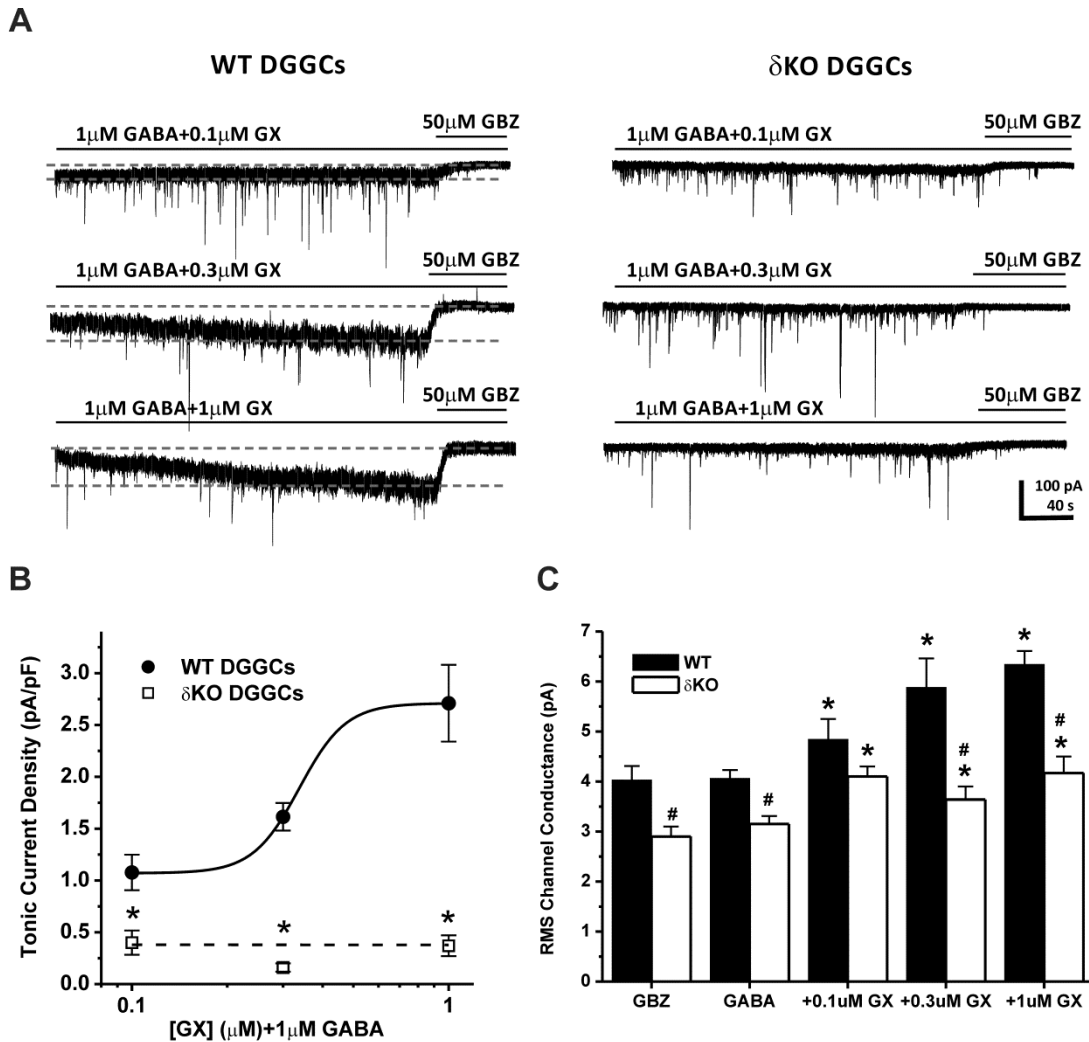 A
WT DGGCs
δKO DGGCs
50μM GBZ
1μM GABA+0.1μM GX
50μM GBZ
1μM GABA+0.1μM GX
50μM GBZ
1μM GABA+0.3μM GX
50μM GBZ
1μM GABA+0.3μM GX
50μM GBZ
1μM GABA+1μM GX
50μM GBZ
1μM GABA+1μM GX
100 pA
40 s
B
Tonic Current Density (pA/pF)
3.0
2.5
2.0
1.5
1.0
0.5
0.0
WT DGGCs
δKO DGGCs
* * *
0.1 1
[GX] (μM)+1μM GABA
C
RMS Channel Conductance (pA)
7
6
5
4
3
2
1
0
WT
δKO
# # * * * # * * # *
GBZ GABA +0.1uM GX +0.3uM GX +1uM GX